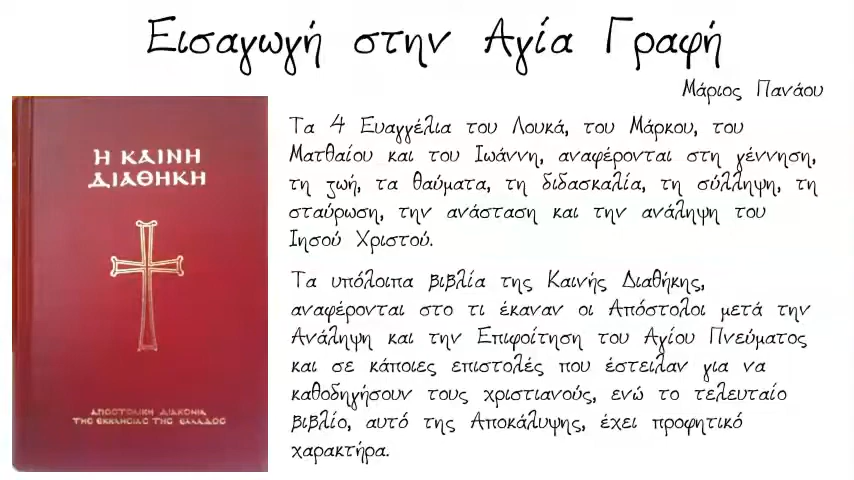 Εισαγωγή στην Αγία Γραφή
Μάριος Πανάου
Η ΚΑΙΝΗ
ΔΙΑΘΗΚΗ
ΑΠΟΣΤΟΛΙΚΗ ΔΙΑΚΟΝΙΑ
ΤΗΣ ΕΚΚΛΗΣΙΑΣ ΤΗΣ ΕΛΛΑΔΟΣ
Τα 4 Ευαγγέλια του Λουκά, του Μάρκου, του
Ματθαίου και του Ιωάννη, αναφέρονται στη γέννηση,
τη ζωή, τα θαύματα, τη διδασκαλία, τη σύλληψη, τη
σταύρωση, την ανάσταση και την ανάληψη του
Ιησού Χριστού.
Τα υπόλοιπα βιβλία της Καινής Διαθήκης,
αναφέρονται στο τι έκαναν οι Απόστολοι μετά την
Ανάληψη και την Επιφοίτηση του Αγίου Πνεύματος
και σε κάποιες επιστολές που έστειλαν για να
καθοδηγήσουν τους χριστιανούς, ενώ το τελευταίο
βιβλίο, αυτό της Αποκάλυψης, έχει προφητικό
χαρακτήρα.